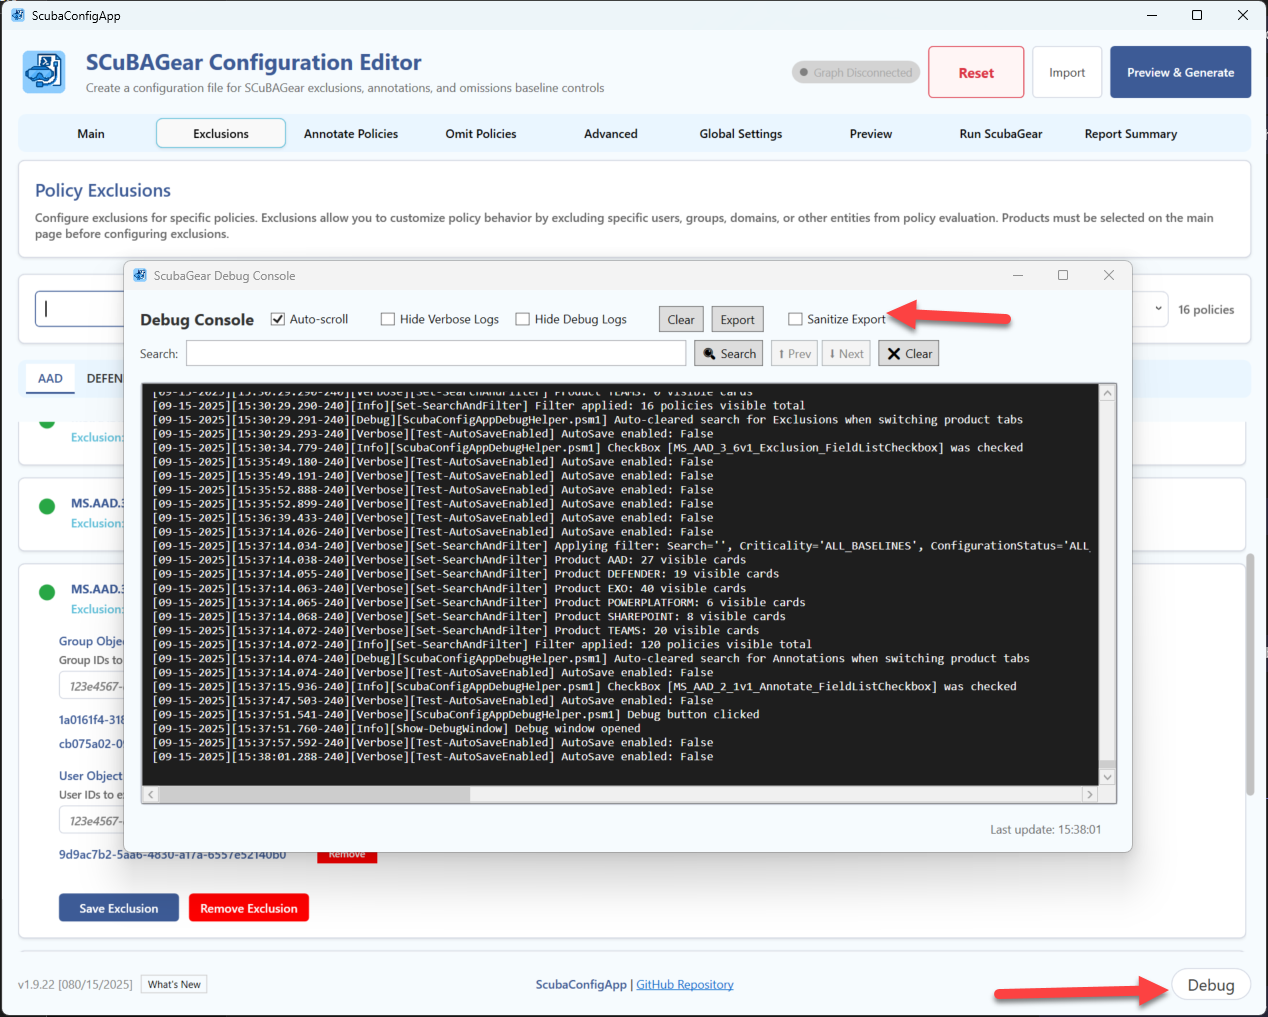 ScubaConfigApp
SCuBAGear Configuration Editor
Create a configuration file for SCuBAGear exclusions, annotations, and omissions baseline controls
Graph Disconnected
Reset
Import
Preview & Generate
Main
Exclusions
Annotate Policies
Omit Policies
Advanced
Global Settings
Preview
Run ScubaGear
Report Summary
Policy Exclusions
Configure exclusions for specific policies. Exclusions allow you to customize policy behavior by excluding specific users, groups, domains, or other entities from policy evaluation. Products must be selected on the main
page before configuring exclusions.
16 policies
AAD
DEFEN
Exclusion:
MS.AAD.3
Exclusion:
MS.AAD.3
Exclusion:
Group Obje
Group IDs to
123e4567-
1a0161f4-318
cb075a02-0
User Object
User IDs to e
123e4567-
9d9ac7b2-5aa6-4830-a17a-6557e52140b0
Remove
Save Exclusion
Remove Exclusion
ScubaGear Debug Console
Debug Console
Auto-scroll
Hide Verbose Logs
Hide Debug Logs
Clear
Export
Sanitize Export
Search:
Search
↑ Prev
↓ Next
Clear
[09-15-2025][15:30:29.290-240][Verbose][Set-SearchAndFilter] Product TEAMS: 0 visible cards
[09-15-2025][15:30:29.290-240][Info][Set-SearchAndFilter] Filter applied: 16 policies visible total
[09-15-2025][15:30:29.291-240][Debug][ScubaConfigAppDebugHelper.psm1] Auto-cleared search for Exclusions when switching product tabs
[09-15-2025][15:30:29.293-240][Verbose][Test-AutoSaveEnabled] AutoSave enabled: False
[09-15-2025][15:30:34.779-240][Info][ScubaConfigAppDebugHelper.psm1] CheckBox [MS_AAD_3_6v1_Exclusion_FieldListCheckbox] was checked
[09-15-2025][15:35:49.180-240][Verbose][Test-AutoSaveEnabled] AutoSave enabled: False
[09-15-2025][15:35:49.191-240][Verbose][Test-AutoSaveEnabled] AutoSave enabled: False
[09-15-2025][15:35:52.888-240][Verbose][Test-AutoSaveEnabled] AutoSave enabled: False
[09-15-2025][15:35:52.899-240][Verbose][Test-AutoSaveEnabled] AutoSave enabled: False
[09-15-2025][15:36:39.433-240][Verbose][Test-AutoSaveEnabled] AutoSave enabled: False
[09-15-2025][15:37:14.026-240][Verbose][Test-AutoSaveEnabled] AutoSave enabled: False
[09-15-2025][15:37:14.034-240][Verbose][Set-SearchAndFilter] Applying filter: Search='', Criticality='ALL_BASELINES', ConfigurationStatus='ALL_
[09-15-2025][15:37:14.038-240][Verbose][Set-SearchAndFilter] Product AAD: 27 visible cards
[09-15-2025][15:37:14.055-240][Verbose][Set-SearchAndFilter] Product DEFENDER: 19 visible cards
[09-15-2025][15:37:14.063-240][Verbose][Set-SearchAndFilter] Product EXO: 40 visible cards
[09-15-2025][15:37:14.065-240][Verbose][Set-SearchAndFilter] Product POWERPLATFORM: 6 visible cards
[09-15-2025][15:37:14.068-240][Verbose][Set-SearchAndFilter] Product SHAREPOINT: 8 visible cards
[09-15-2025][15:37:14.072-240][Verbose][Set-SearchAndFilter] Product TEAMS: 20 visible cards
[09-15-2025][15:37:14.072-240][Info][Set-SearchAndFilter] Filter applied: 120 policies visible total
[09-15-2025][15:37:14.074-240][Debug][ScubaConfigAppDebugHelper.psm1] Auto-cleared search for Annotations when switching product tabs
[09-15-2025][15:37:14.074-240][Verbose][Test-AutoSaveEnabled] AutoSave enabled: False
[09-15-2025][15:37:15.936-240][Info][ScubaConfigAppDebugHelper.psm1] CheckBox [MS_AAD_2_1v1_Annotate_FieldListCheckbox] was checked
[09-15-2025][15:37:47.503-240][Verbose][Test-AutoSaveEnabled] AutoSave enabled: False
[09-15-2025][15:37:51.541-240][Verbose][ScubaConfigAppDebugHelper.psm1] Debug button clicked
[09-15-2025][15:37:51.760-240][Info][Show-DebugWindow] Debug window opened
[09-15-2025][15:37:57.592-240][Verbose][Test-AutoSaveEnabled] AutoSave enabled: False
[09-15-2025][15:38:01.288-240][Verbose][Test-AutoSaveEnabled] AutoSave enabled: False
Last update: 15:38:01
v1.9.22 [080/15/2025]
What's New
ScubaConfigApp | GitHub Repository
Debug